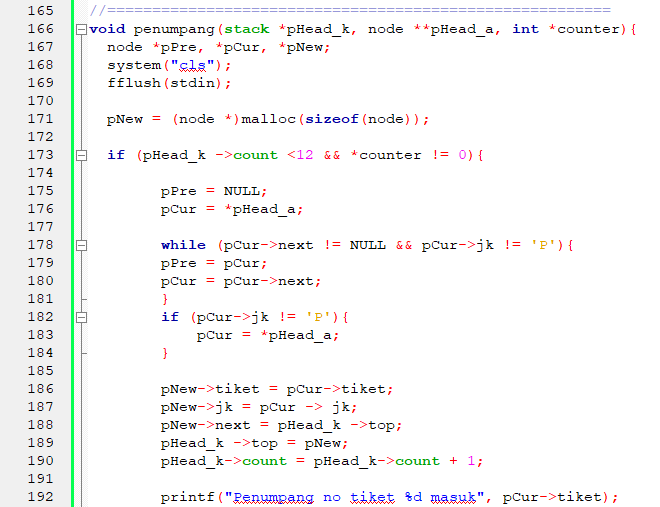 165 //========================================================
166 void penumpang(stack *pHead_k, node **pHead_a, int *counter){
167 node *pPre, *pCur, *pNew;
168 system("cls");
169 fflush(stdin);
170
171 pNew = (node *)malloc(sizeof(node));
172
173 if (pHead_k ->count <12 && *counter != 0){
174
175 pPre = NULL;
176 pCur = *pHead_a;
177
178 while (pCur->next != NULL && pCur->jk != 'P'){
179 pPre = pCur;
180 pCur = pCur->next;
181 }
182 if (pCur->jk != 'P'){
183 pCur = *pHead_a;
184 }
185
186 pNew->tiket = pCur->tiket;
187 pNew->jk = pCur -> jk;
188 pNew->next = pHead_k ->top;
189 pHead_k ->top = pNew;
190 pHead_k->count = pHead_k->count + 1;
191
192 printf("Penumpang no tiket %d masuk", pCur->tiket);